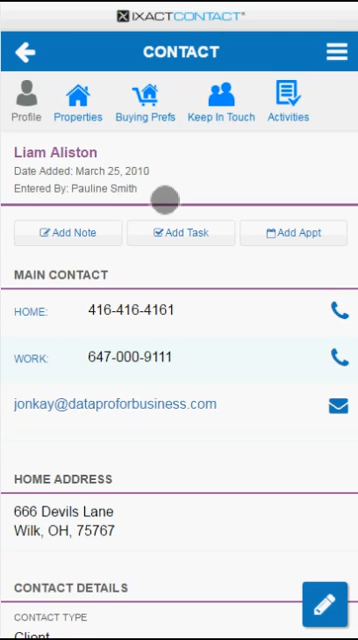 IXACTCONTACT
CONTACT
Profile Properties Buying Prefs Keep In Touch Activities
Liam Aliston
Date Added: March 25, 2010
Entered By: Pauline Smith
Add Note Add Task Add Appt
MAIN CONTACT
HOME: 416-416-4161
WORK: 647-000-9111
jonkay@dataproforbusiness.com
HOME ADDRESS
666 Devils Lane
Wilk, OH, 75767
CONTACT DETAILS
CONTACT TYPE
Client